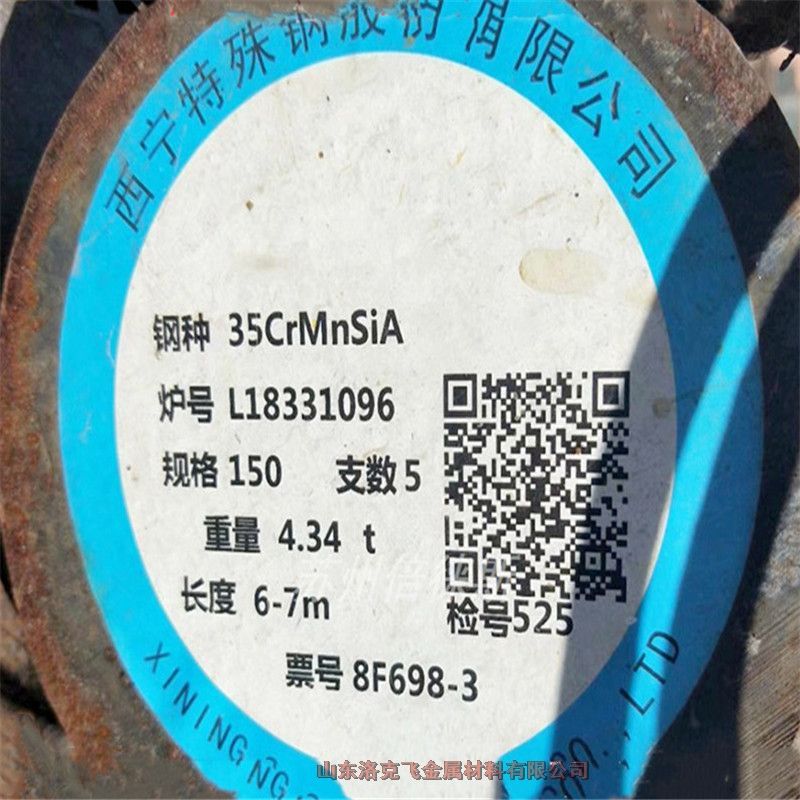 西宁特殊钢股份有限公司
钢种 35CrMnSiA
炉号 L18331096
规格 150 支数 5
重量 4.34 t
长度 6-7m
检号525
票号 8F698-3
XINING
, LTD
山东洛克飞金属材料有限公司